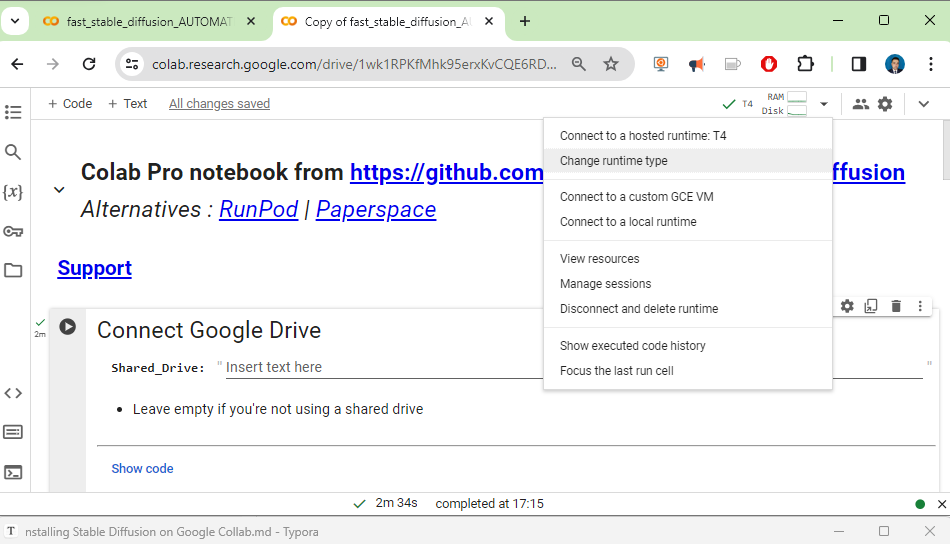 fast_stable_diffusion_AUTOMAT
Copy of fast_stable_diffusion_AU
colab.research.google.com/drive/1wk1RPKfMhk95erxKvCQE6RD...
+ Code + Text All changes saved
T4 RAM
Disk
Connect to a hosted runtime: T4
Change runtime type
Connect to a custom GCE VM
Connect to a local runtime
View resources
Manage sessions
Disconnect and delete runtime
Show executed code history
Focus the last run cell
Colab Pro notebook from https://github.com ffusion
Alternatives : RunPod | Paperspace
Support
2m
Connect Google Drive
Shared_Drive: " Insert text here "
• Leave empty if you're not using a shared drive
Show code
2m 34s completed at 17:15
T nstalling Stable Diffusion on Google Collab.md - Typora